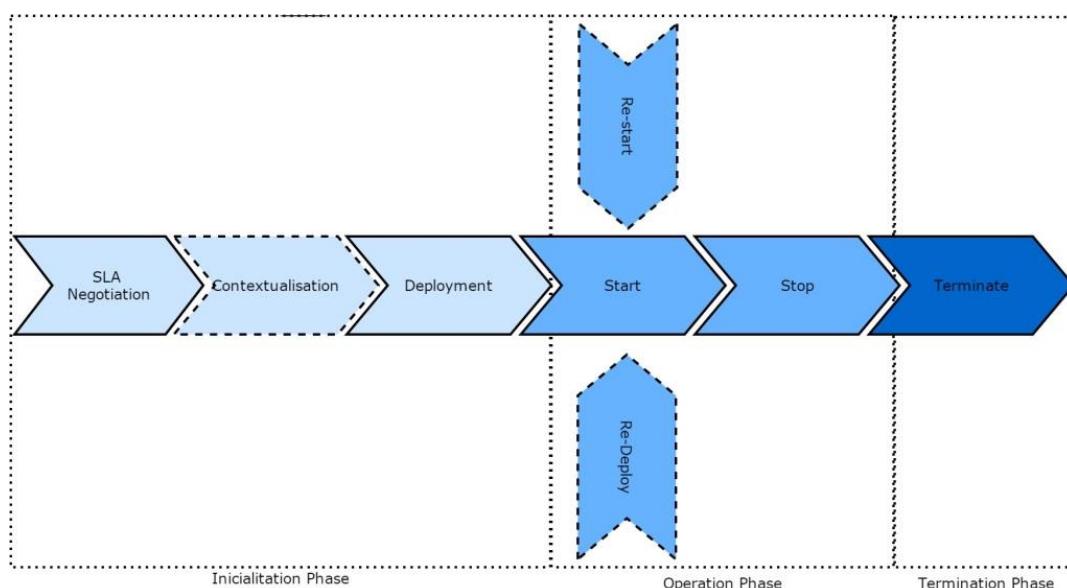 Re-start
SLA
Negotiation
Contextualisation
Deployment
Start
Stop
Terminate
Re-Deploy
Inicialitation Phase
Operation Phase
Termination Phase